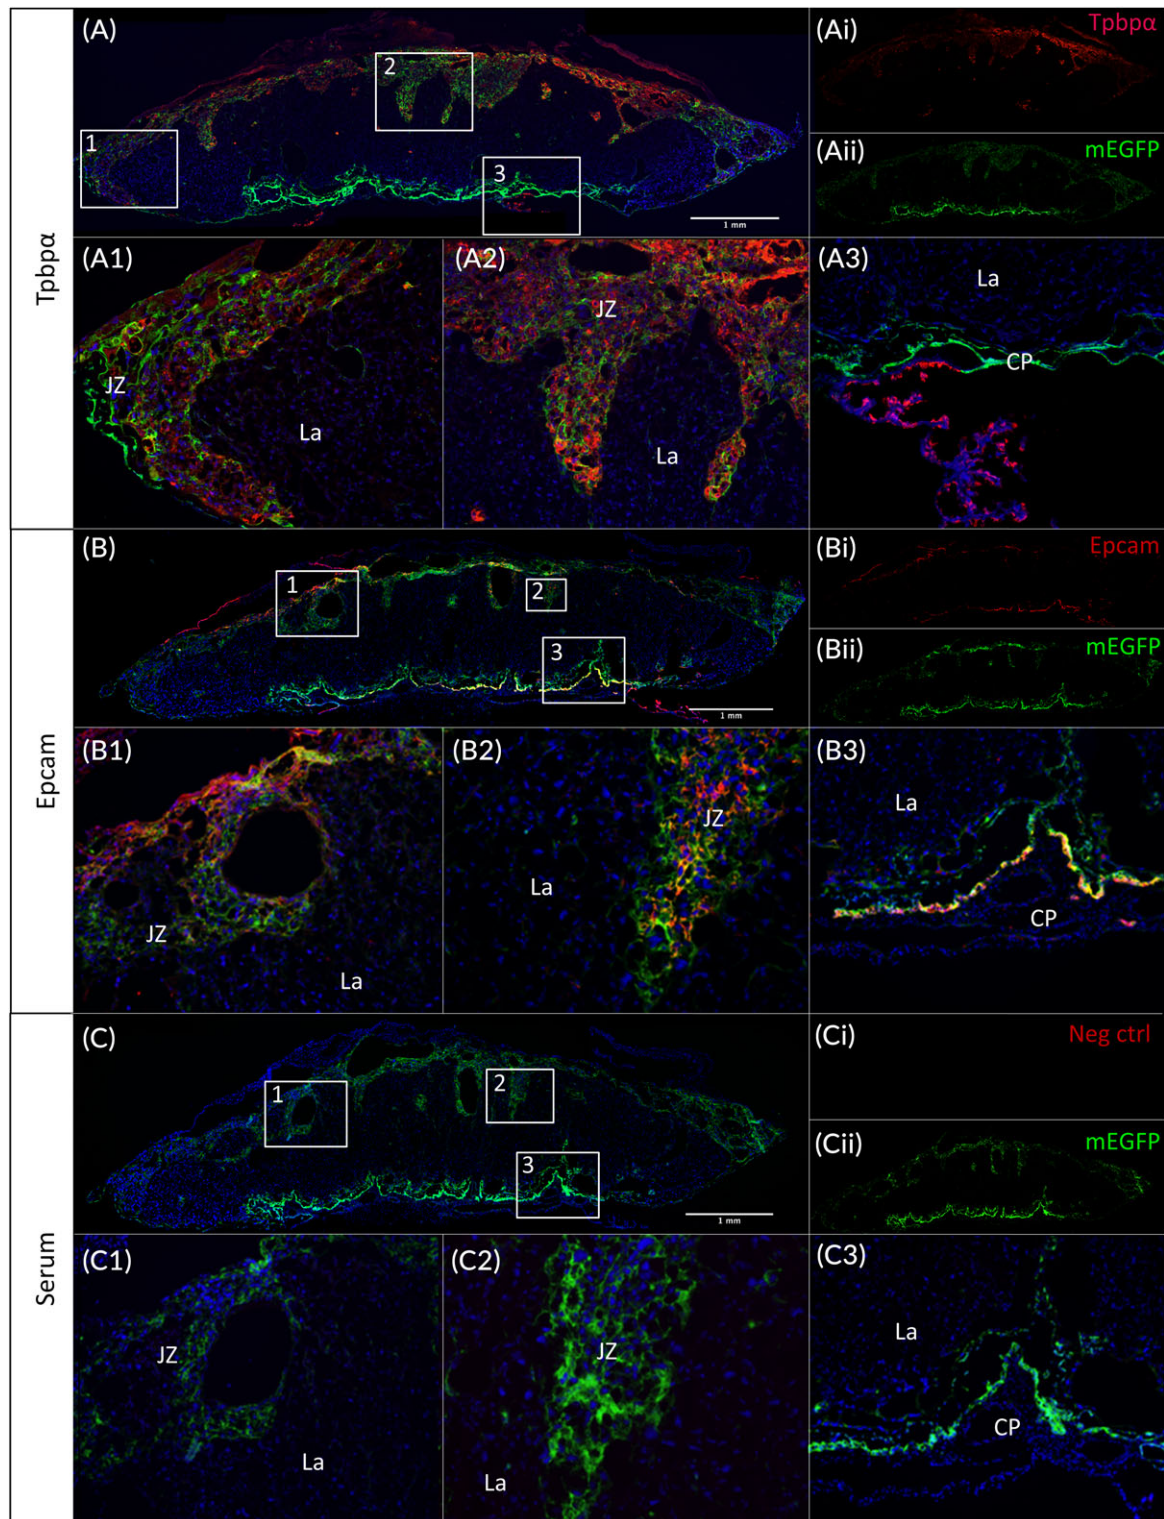 Tpbpα
(A)
1
2
3
1 mm
(Ai)
Tpbpα
(Aii)
mEGFP
(A1)
JZ
La
(A2)
JZ
La
(A3)
La
CP
Epcam
(B)
1
2
3
1 mm
(Bi)
Epcam
(Bii)
mEGFP
(B1)
JZ
La
(B2)
JZ
La
(B3)
La
CP
Serum
(C)
1
2
3
1 mm
(Ci)
Neg ctrl
(Cii)
mEGFP
(C1)
JZ
La
(C2)
JZ
La
(C3)
La
CP